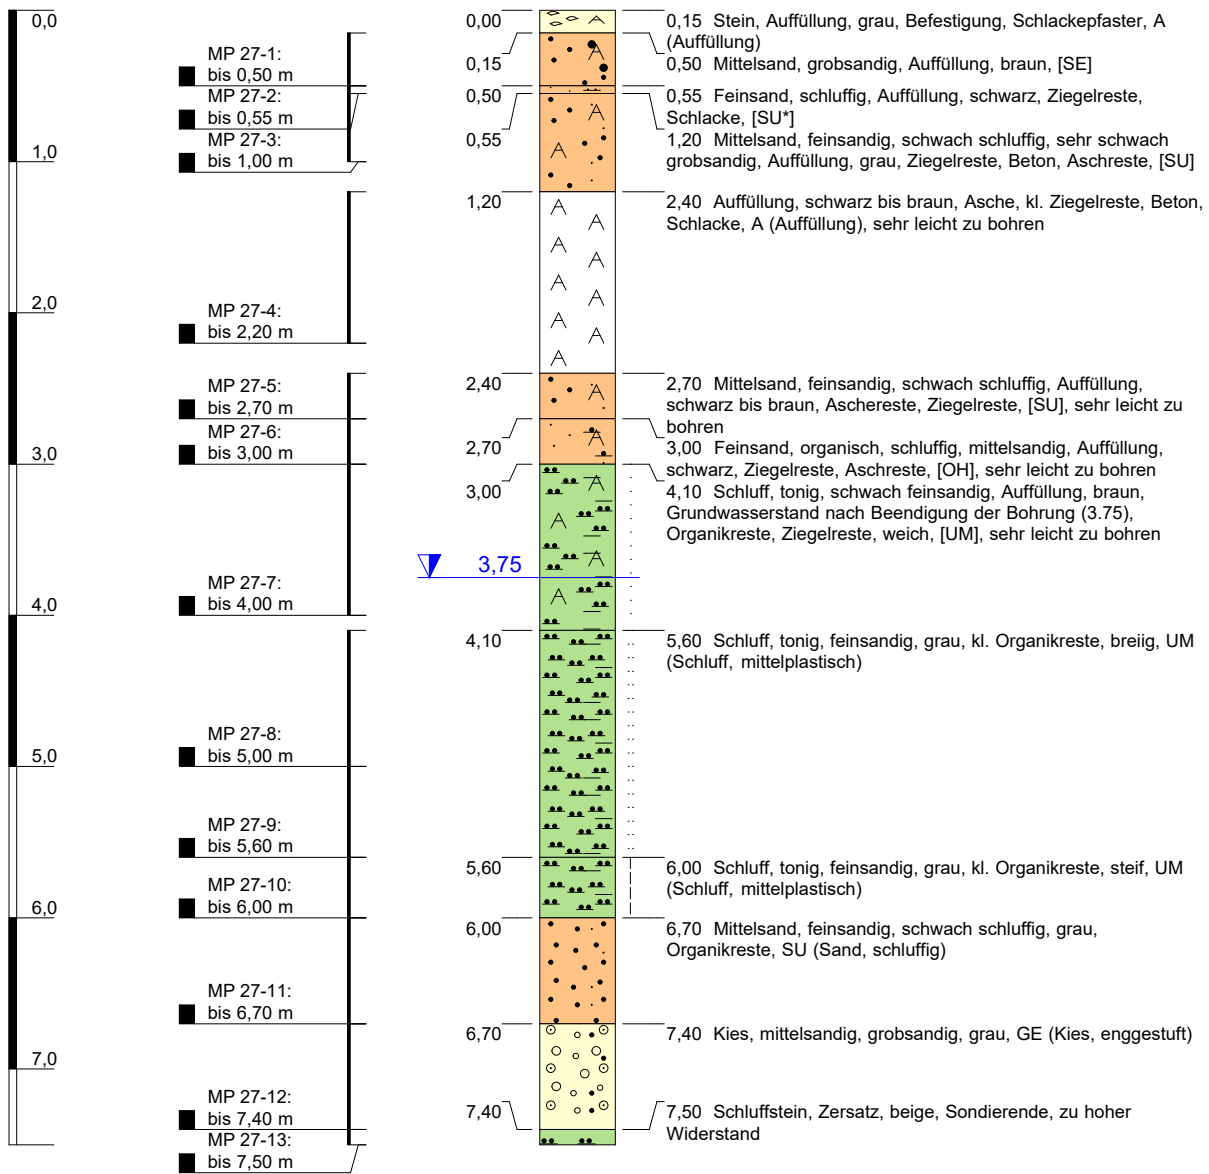 0,0
1,0
2,0
3,0
4,0
5,0
6,0
7,0
MP 27-1:
bis 0,50 m
MP 27-2:
bis 0,55 m
MP 27-3:
bis 1,00 m
MP 27-4:
bis 2,20 m
MP 27-5:
bis 2,70 m
MP 27-6:
bis 3,00 m
MP 27-7:
bis 4,00 m
MP 27-8:
bis 5,00 m
MP 27-9:
bis 5,60 m
MP 27-10:
bis 6,00 m
MP 27-11:
bis 6,70 m
MP 27-12:
bis 7,40 m
MP 27-13:
bis 7,50 m
0,00
0,15
0,50
0,55
1,20
2,40
2,70
3,00
3,75
4,10
5,60
6,00
6,70
7,40
0,15 Stein, Auffüllung, grau, Befestigung, Schlackepfaster, A
(Auffüllung)
0,50 Mittelsand, grobsandig, Auffüllung, braun, [SE]
0,55 Feinsand, schluffig, Auffüllung, schwarz, Ziegelreste,
Schlacke, [SU*]
1,20 Mittelsand, feinsandig, schwach schluffig, sehr schwach
grobsandig, Auffüllung, grau, Ziegelreste, Beton, Aschreste, [SU]
2,40 Auffüllung, schwarz bis braun, Asche, kl. Ziegelreste, Beton,
Schlacke, A (Auffüllung), sehr leicht zu bohren
2,70 Mittelsand, feinsandig, schwach schluffig, Auffüllung,
schwarz bis braun, Aschereste, Ziegelreste, [SU], sehr leicht zu
bohren
3,00 Feinsand, organisch, schluffig, mittelsandig, Auffüllung,
schwarz, Ziegelreste, Aschreste, [OH], sehr leicht zu bohren
4,10 Schluff, tonig, schwach feinsandig, Auffüllung, braun,
Grundwasserstand nach Beendigung der Bohrung (3.75),
Organikreste, Ziegelreste, weich, [UM], sehr leicht zu bohren
5,60 Schluff, tonig, feinsandig, grau, kl. Organikreste, breiig, UM
(Schluff, mittelplastisch)
6,00 Schluff, tonig, feinsandig, grau, kl. Organikreste, steif, UM
(Schluff, mittelplastisch)
6,70 Mittelsand, feinsandig, schwach schluffig, grau,
Organikreste, SU (Sand, schluffig)
7,40 Kies, mittelsandig, grobsandig, grau, GE (Kies, enggestuft)
7,50 Schluffstein, Zersatz, beige, Sondierende, zu hoher
Widerstand